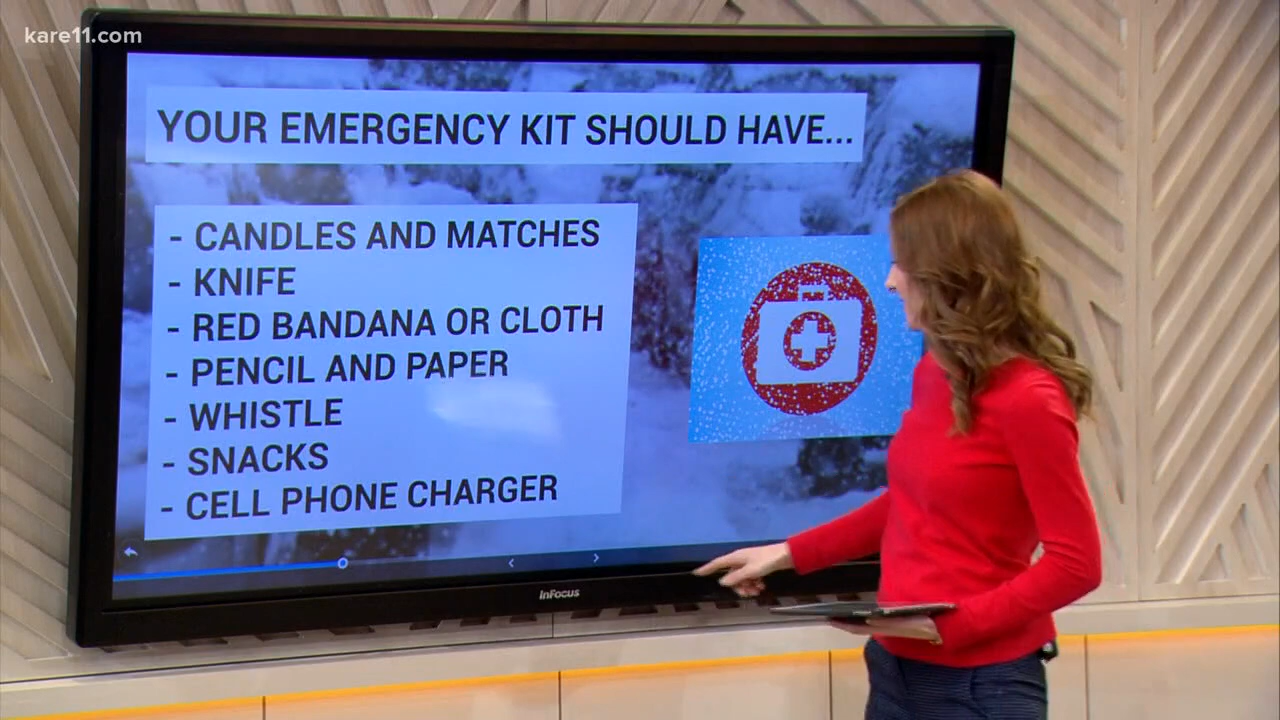 kare11.com
YOUR EMERGENCY KIT SHOULD HAVE...
- CANDLES AND MATCHES
- KNIFE
- RED BANDANA OR CLOTH
- PENCIL AND PAPER
- WHISTLE
- SNACKS
- CELL PHONE CHARGER
InFocus